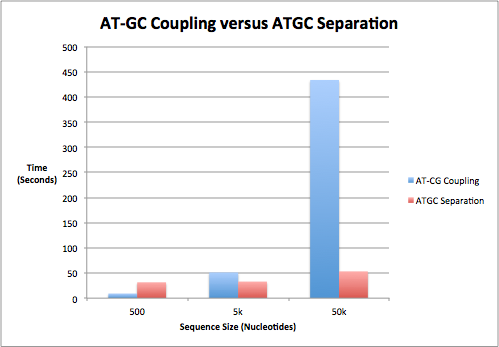 AT-GC Coupling versus ATGC Separation
500
450
400
350
300
250
200
150
100
50
0
Time
(Seconds)
500
5k
50k
Sequence Size (Nucleotides)
AT-CG Coupling
ATGC Separation